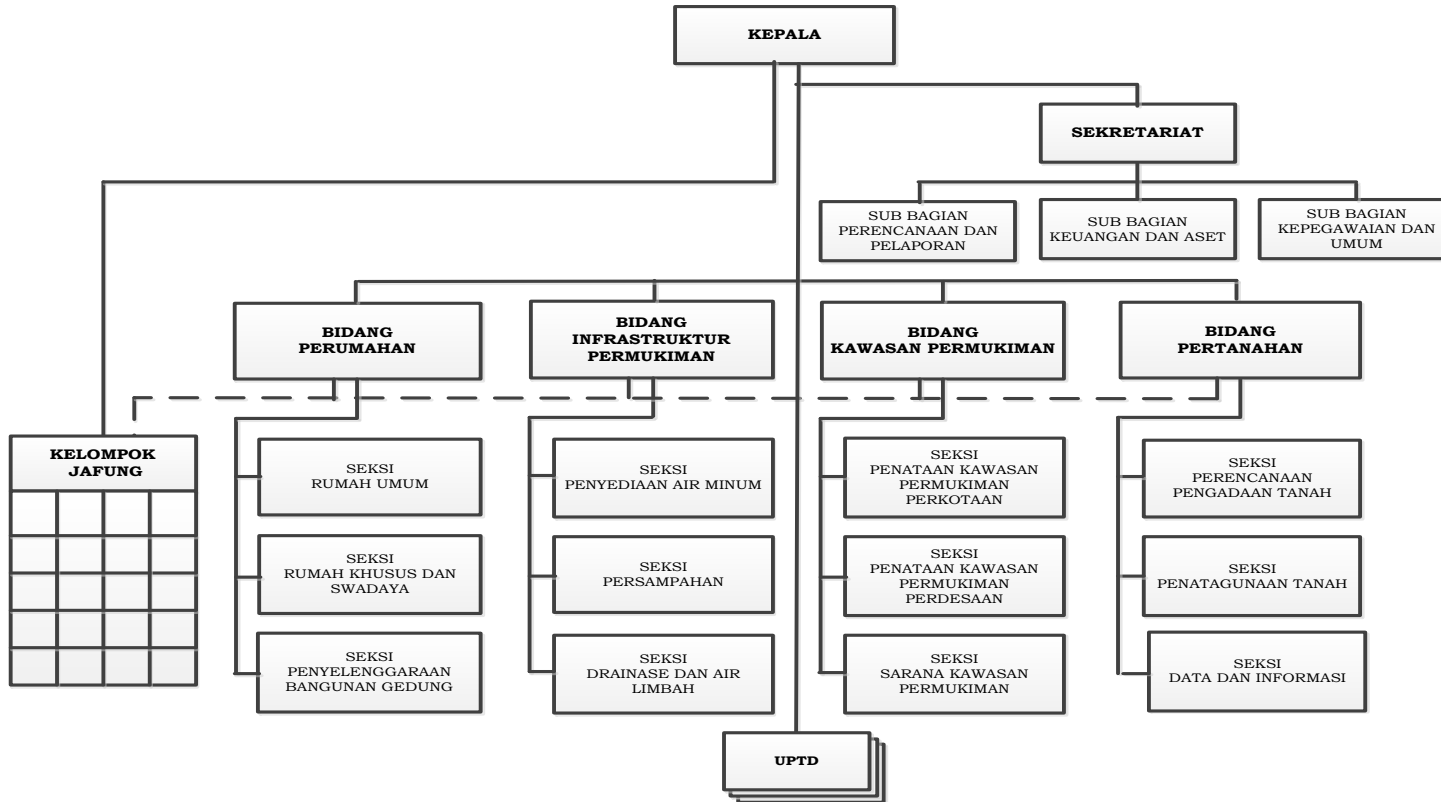 KEPALA
SEKRETARIAT
SUB BAGIAN
PERENCANAAN DAN
PELAPORAN
SUB BAGIAN
KEUANGAN DAN ASET
SUB BAGIAN
KEPEGAWAIAN DAN
UMUM
BIDANG
PERUMAHAN
BIDANG
INFRASTRUKTUR
PERMUKIMAN
BIDANG
KAWASAN PERMUKIMAN
BIDANG
PERTANAHAN
KELOMPOK
JAFUNG
SEKSI
RUMAH UMUM
SEKSI
PENYEDIAAN AIR MINUM
SEKSI
PENATAAN KAWASAN
PERMUKIMAN
PERKOTAAN
SEKSI
PERENCANAAN
PENGADAAN TANAH
SEKSI
RUMAH KHUSUS DAN
SWADAYA
SEKSI
PERSAMPAHAN
SEKSI
PENATAAN KAWASAN
PERMUKIMAN
PERDESAAN
SEKSI
PENATAGUNAAN TANAH
SEKSI
PENYELENGGARAAN
BANGUNAN GEDUNG
SEKSI
DRAINASE DAN AIR
LIMBAH
SEKSI
SARANA KAWASAN
PERMUKIMAN
SEKSI
DATA DAN INFORMASI
UPTD